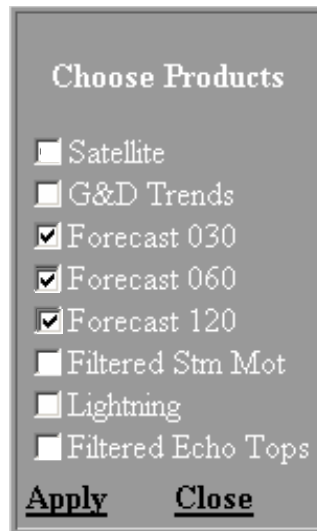 Choose Products
Satellite
G&D Trends
Forecast 030
Forecast 060
Forecast 120
Filtered Stm Mot
Lightning
Filtered Echo Tops
Apply Close